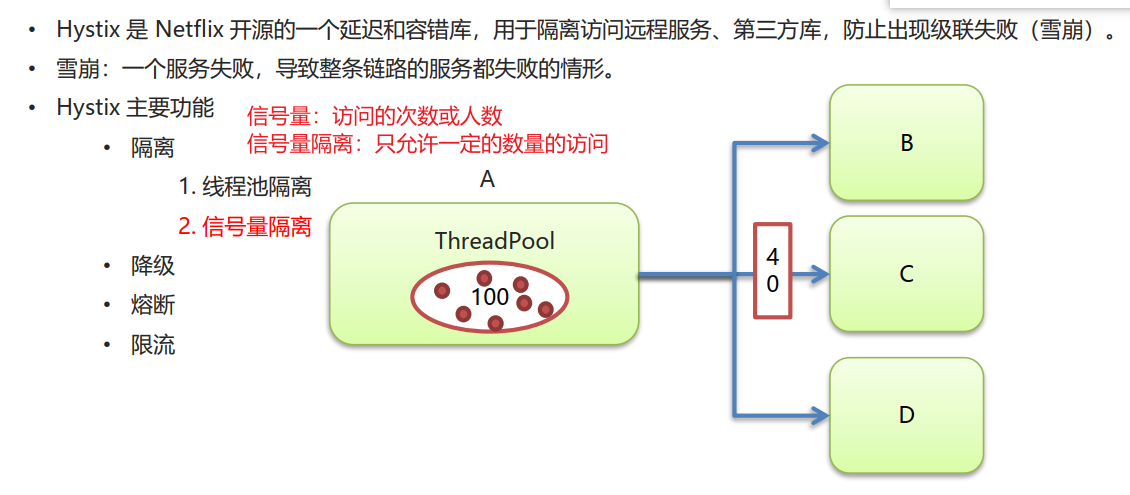 • Hystix 是 Netflix 开源的一个延迟和容错库，用于隔离访问远程服务、第三方库，防止出现级联失败（雪崩）。
• 雪崩：一个服务失败，导致整条链路的服务都失败的情形。
• Hystix 主要功能
信号量：访问的次数或人数
信号量隔离：只允许一定的数量的访问
• 隔离
1. 线程池隔离
2. 信号量隔离
• 降级
• 熔断
• 限流
A
ThreadPool
100
4
0
B
C
D